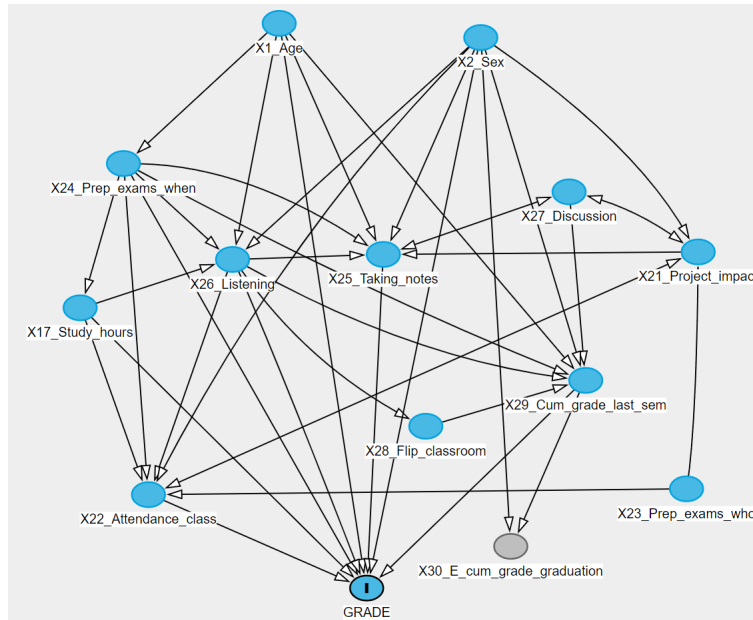 X1_Age
X2_Sex
X24_Prep_exams_when
X27_Discussion
X26_Listening
X25_Taking_notes
X21_Project_impac
X17_Study_hours
X29_Cum_grade_last_sem
X28_Flip_classroom
X22_Attendance_class
X23_Prep_exams_who
X30_E_cum_grade_graduation
I
GRADE